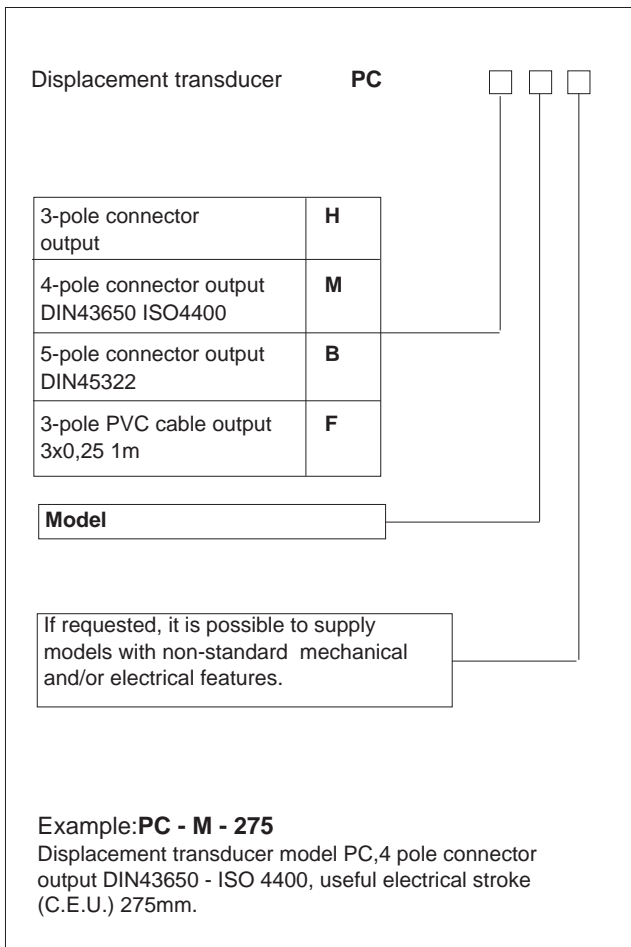 Displacement transducer PC
3-pole connector
output
H
4-pole connector output
DIN43650 ISO4400
M
5-pole connector output
DIN45322
B
3-pole PVC cable output
3x0,25 1m
F
Model
If requested, it is possible to supply
models with non-standard mechanical
and/or electrical features.
Example:PC - M - 275
Displacement transducer model PC,4 pole connector
output DIN43650 - ISO 4400, useful electrical stroke
(C.E.U.) 275mm.